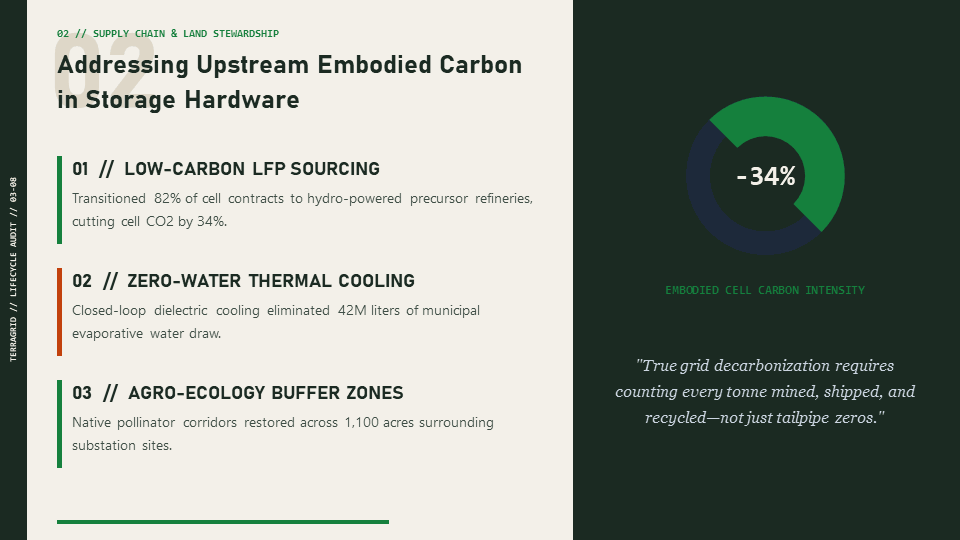 TERRAGRID // LIFECYCLE AUDIT // 03-08
02
02 // SUPPLY CHAIN & LAND STEWARDSHIP
Addressing Upstream Embodied Carbon
in Storage Hardware
01 // LOW-CARBON LFP SOURCING
Transitioned 82% of cell contracts to hydro-powered precursor refineries,
cutting cell CO2 by 34%.
02 // ZERO-WATER THERMAL COOLING
Closed-loop dielectric cooling eliminated 42M liters of municipal
evaporative water draw.
03 // AGRO-ECOLOGY BUFFER ZONES
Native pollinator corridors restored across 1,100 acres surrounding
substation sites.
-34%
EMBODIED CELL CARBON INTENSITY
"True grid decarbonization requires
counting every tonne mined, shipped, and
recycled—not just tailpipe zeros."